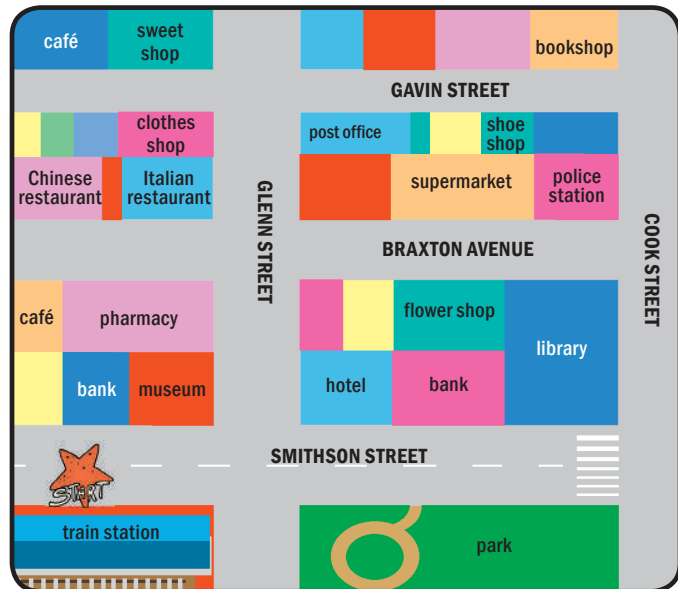 café
sweet
shop
bookshop
GAVIN STREET
clothes
shop
post office
shoe
shop
Chinese
restaurant
Italian
restaurant
supermarket
police
station
GLENN STREET
BRAXTON AVENUE
COOK STREET
café
pharmacy
flower shop
library
bank
museum
hotel
bank
SMITHSON STREET
START
train station
park